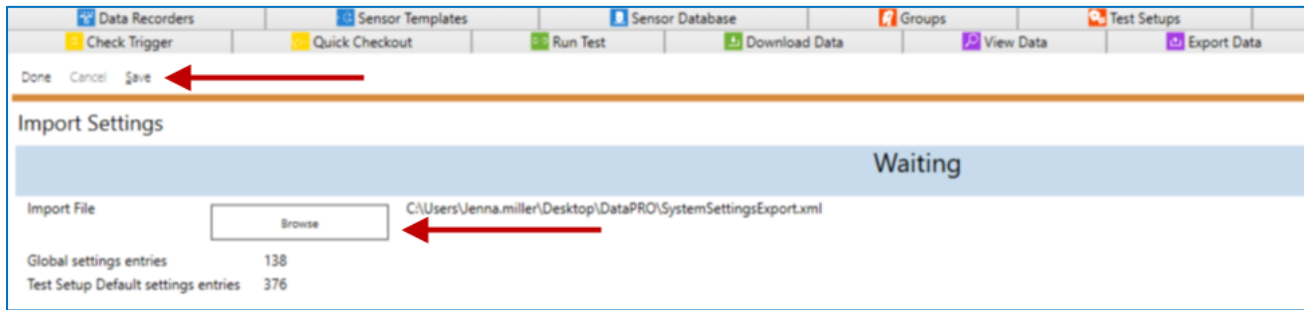 Data Recorders Sensor Templates Sensor Database Groups Test Setups
Check Trigger Quick Checkout Run Test Download Data View Data Export Data
Done Cancel Save
Import Settings
Waiting
Import File Browse C:\Users\Jenna.miller\Desktop\DataPRO\SystemSettingsExport.xml
Global settings entries 138
Test Setup Default settings entries 376